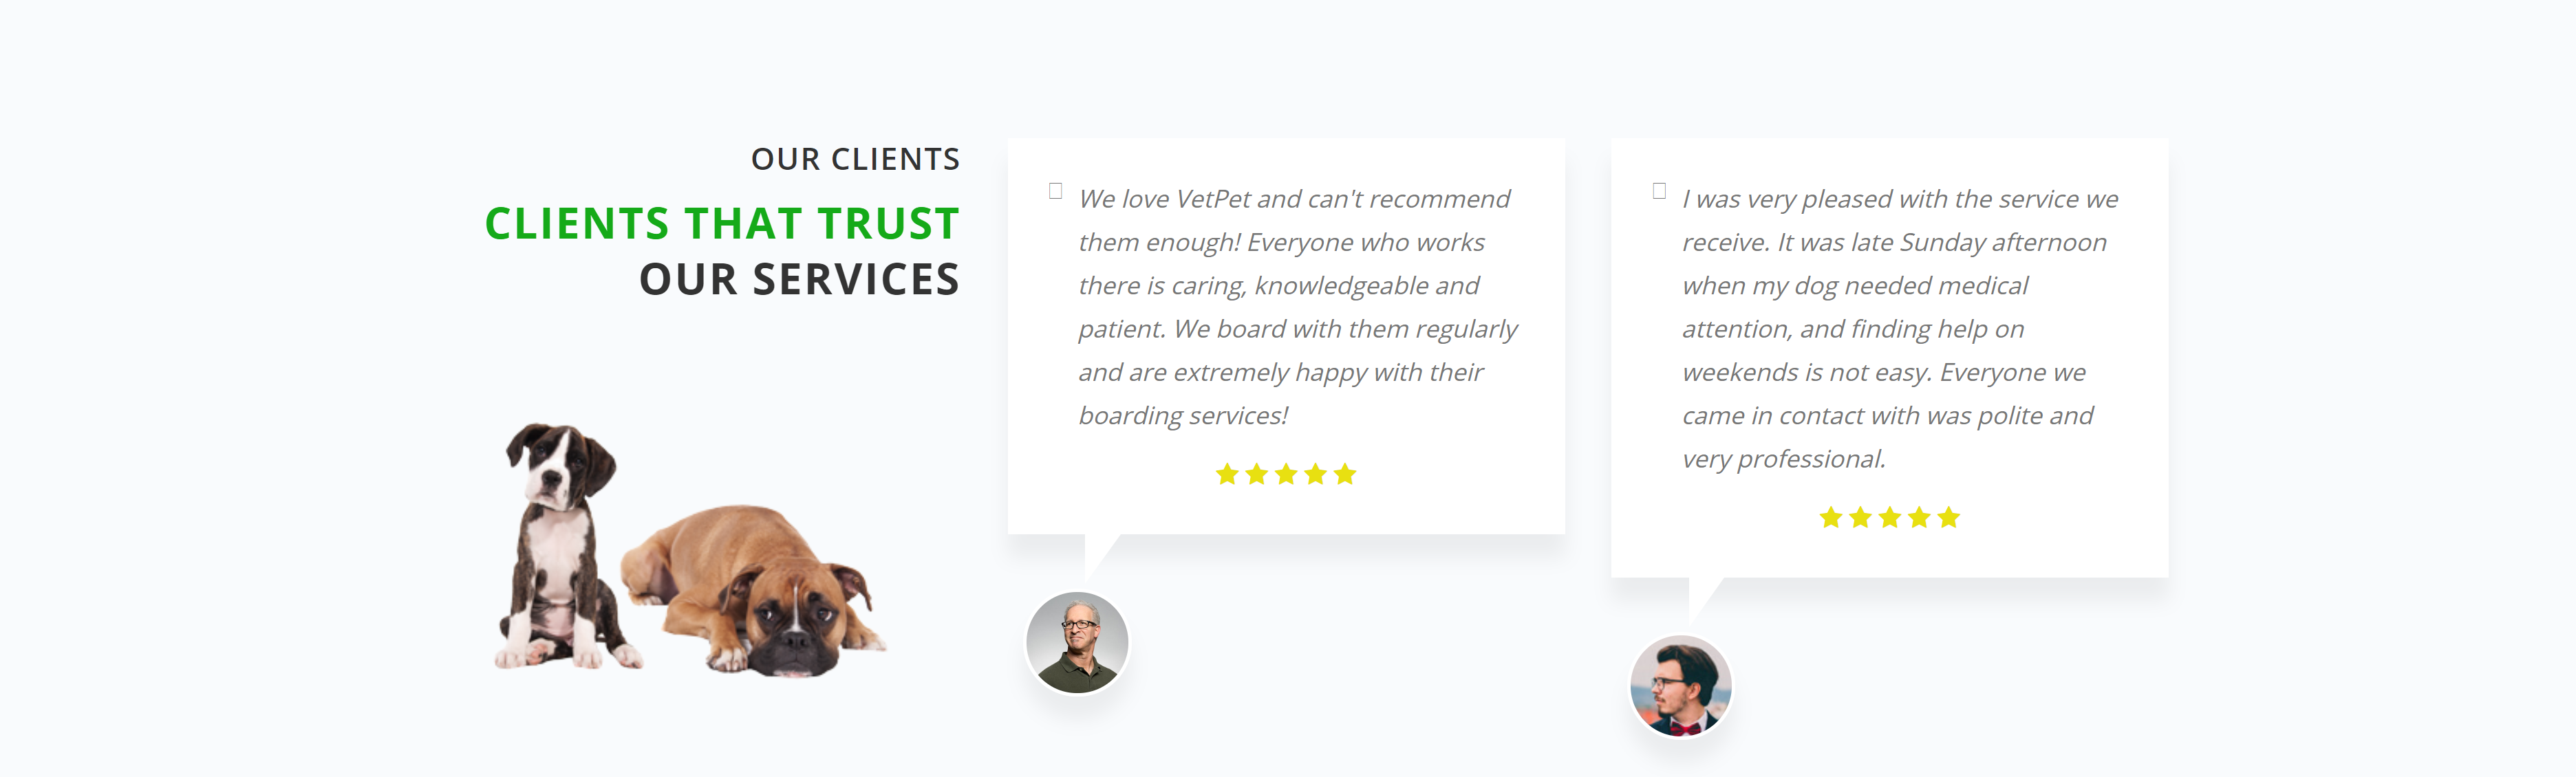 OUR CLIENTS
CLIENTS THAT TRUST
OUR SERVICES
We love VetPet and can't recommend
them enough! Everyone who works
there is caring, knowledgeable and
patient. We board with them regularly
and are extremely happy with their
boarding services!
I was very pleased with the service we
receive. It was late Sunday afternoon
when my dog needed medical
attention, and finding help on
weekends is not easy. Everyone we
came in contact with was polite and
very professional.